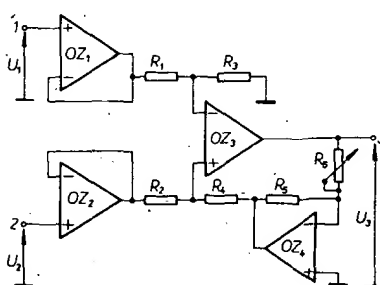 1
+
OZ₁
−
U₁
R₁
R₃
−
OZ₃
+
−
OZ₂
+
2
U₂
R₂
R₄
R₅
R₆
−
OZ₄
+
U₃